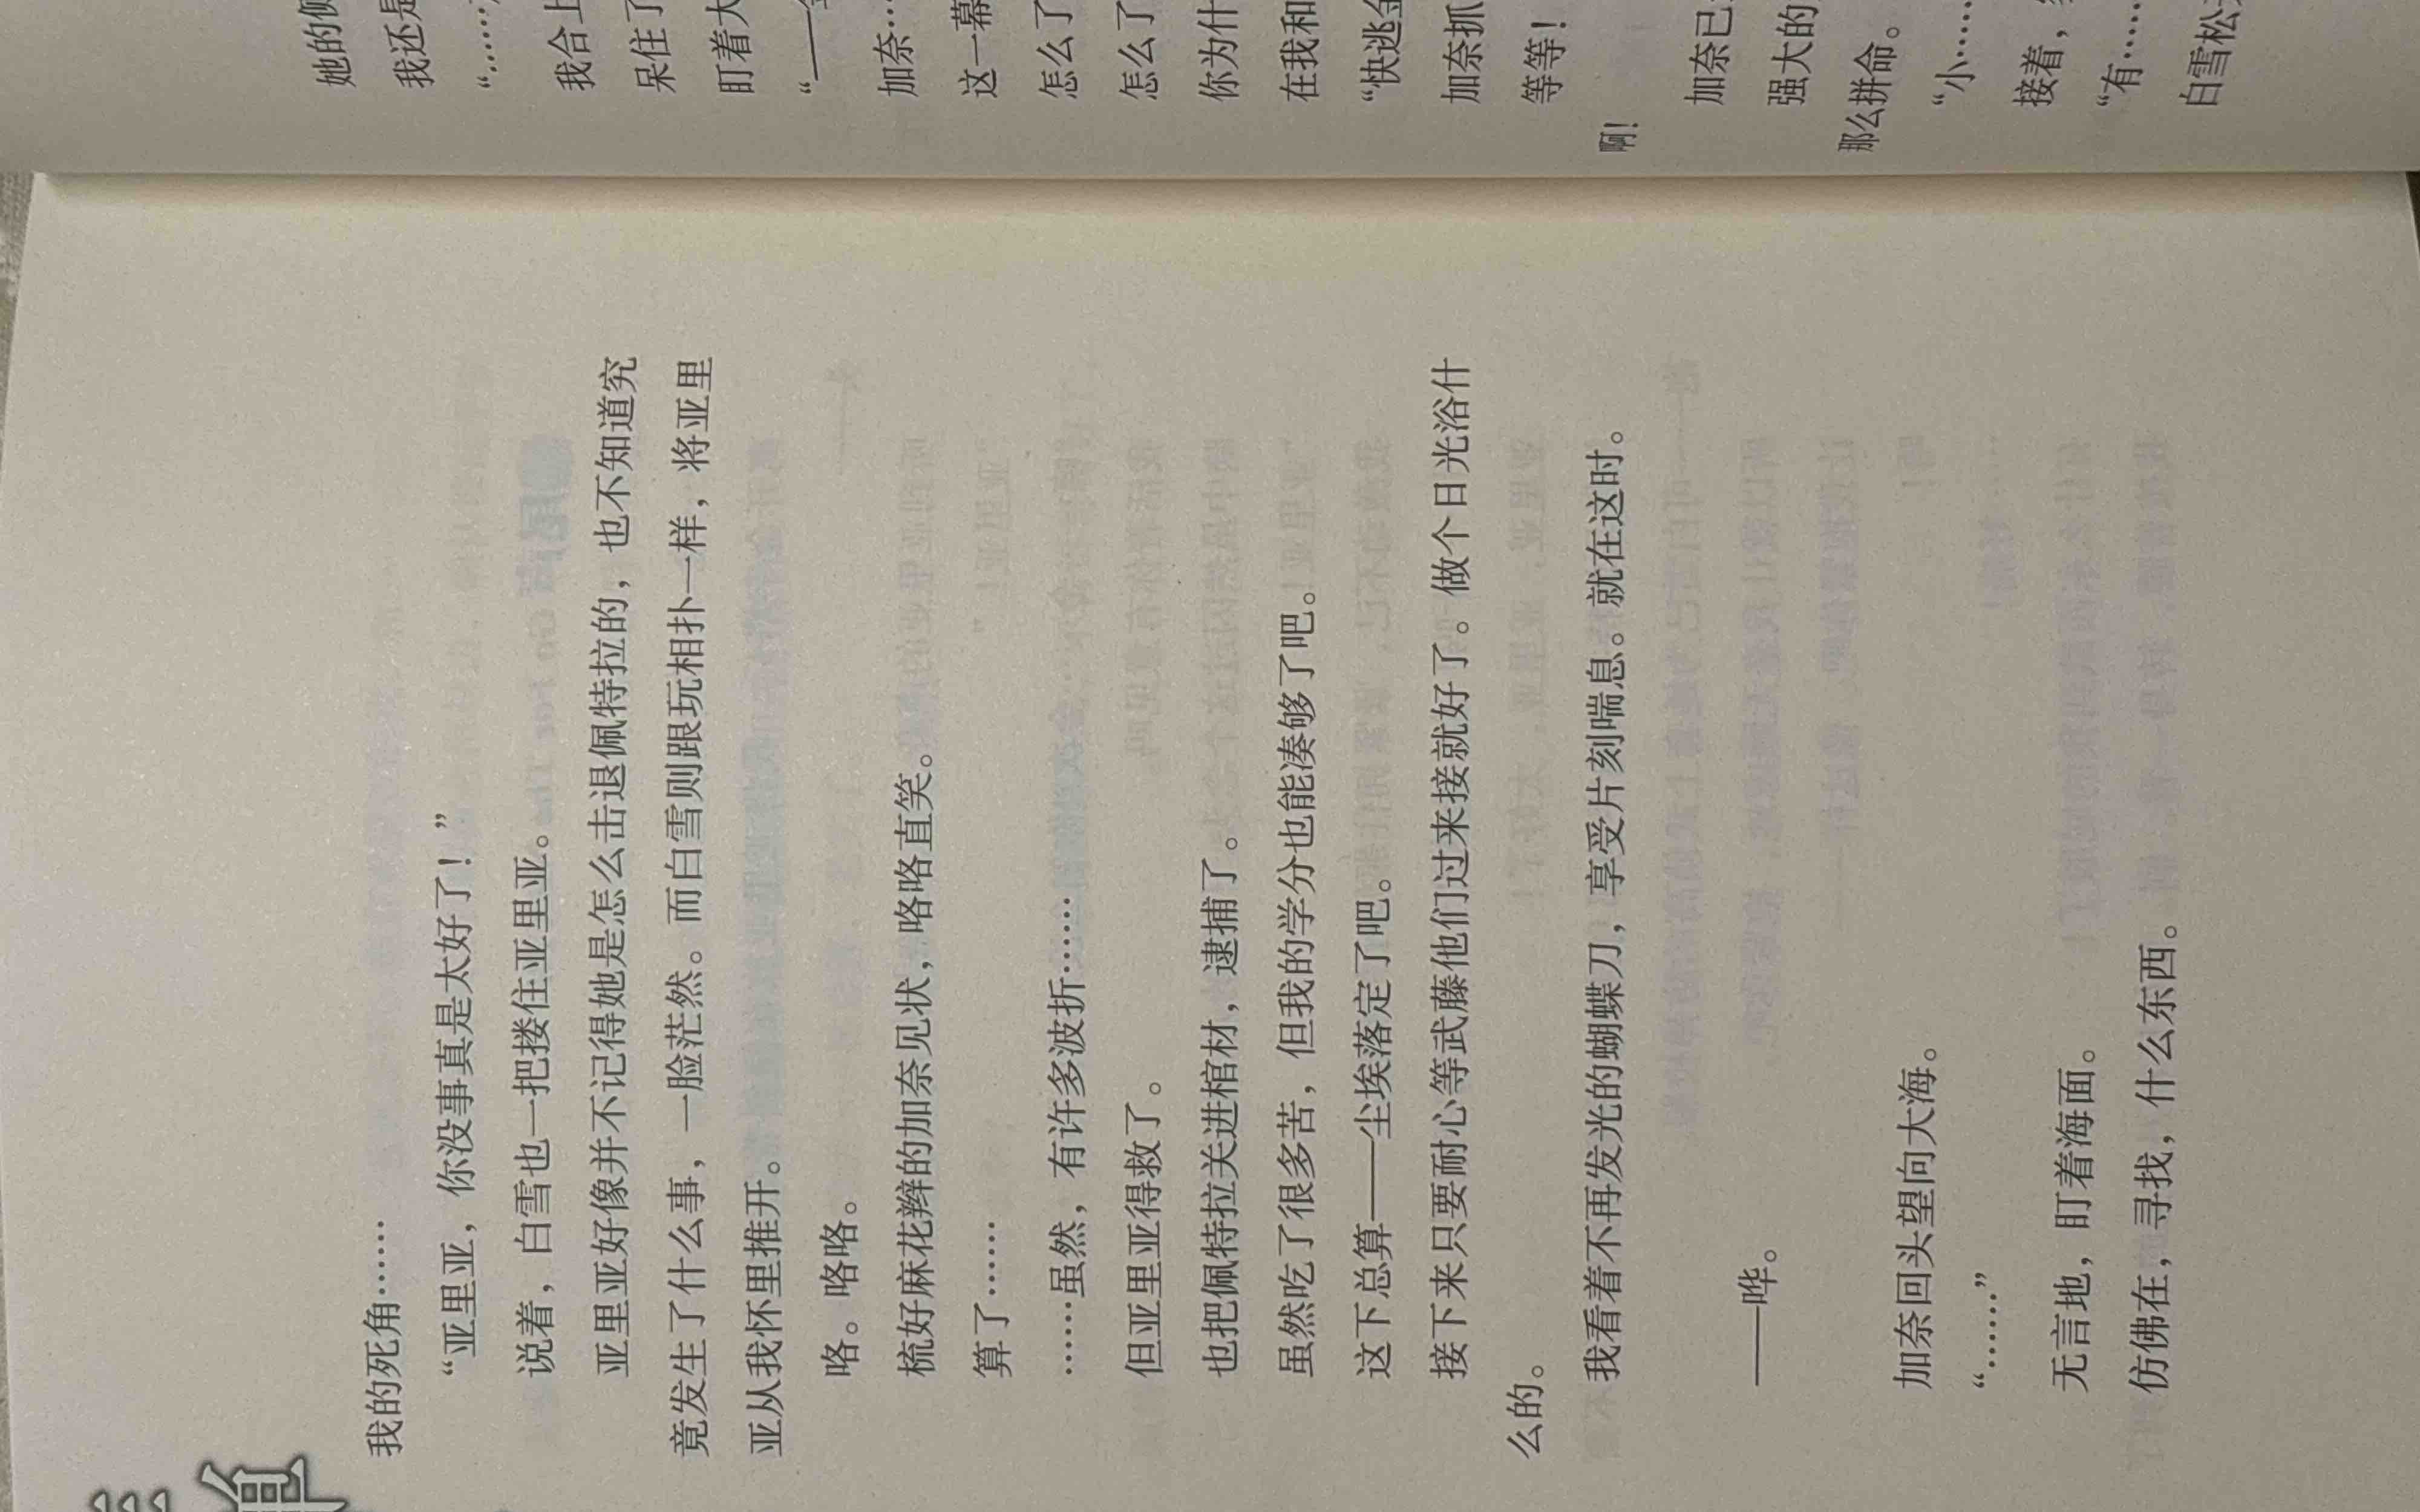 弹
我的死角……
“亚里亚，你没事真是太好了！”
说着，白雪也一把搂住亚里亚。
亚里亚好像并不记得她是怎么击退佩特拉的，也不知道究
竟发生了什么事，一脸茫然。而白雪则跟玩相扑一样，将亚里
亚从我怀里推开。
咯。咯咯。
梳好麻花辫的加奈见状，咯咯直笑。
算了……
……虽然，有许多波折……
但亚里亚得救了。
也把佩特拉关进棺材，逮捕了。
虽然吃了很多苦，但我的学分也能凑够了吧。
这下总算——尘埃落定了吧。
接下来只要耐心等武藤他们过来接就好了。做个日光浴什
么的。
我看着不再发光的蝴蝶刀，享受片刻喘息。就在这时。
——哗。
加奈回头望向大海。
“……”
无言地，盯着海面。
仿佛在，寻找，什么东西。
她的侧
我还是
“……
我合上
呆住了
盯着大
“——
加奈…
这一幕
怎么了
怎么了
你为什
在我和
“快逃金
加奈抓
等等！
啊！
加奈已
强大的
那么拼命。
“小……
接着，
“有……
白雪松